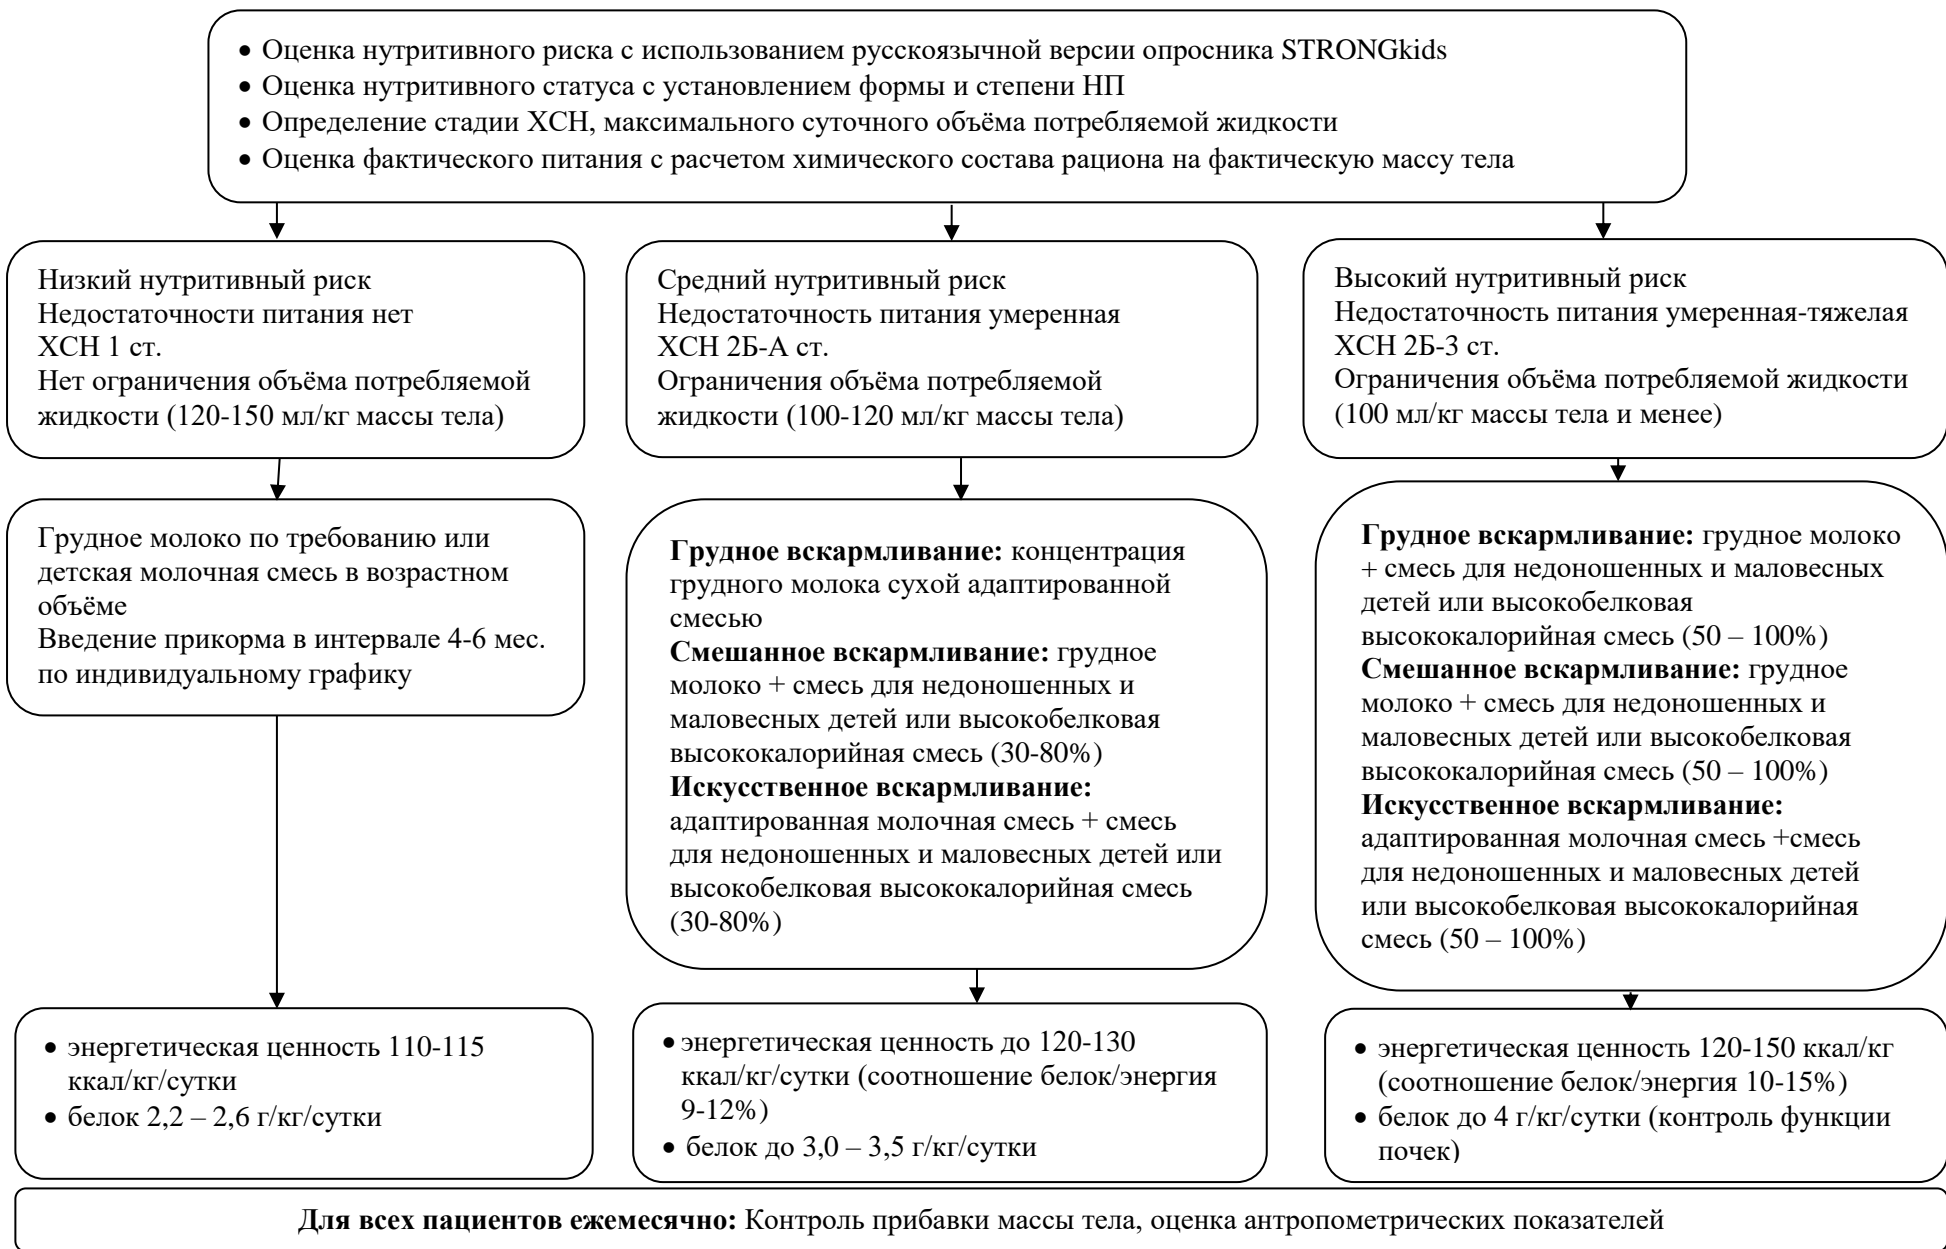 • Оценка нутритивного риска с использованием русскоязычной версии опросника STRONGkids
• Оценка нутритивного статуса с установлением формы и степени НП
• Определение стадии ХСН, максимального суточного объёма потребляемой жидкости
• Оценка фактического питания с расчетом химического состава рациона на фактическую массу тела
Низкий нутритивный риск
Недостаточности питания нет
ХСН 1 ст.
Нет ограничения объёма потребляемой
жидкости (120-150 мл/кг массы тела)
Средний нутритивный риск
Недостаточность питания умеренная
ХСН 2Б-А ст.
Ограничения объёма потребляемой
жидкости (100-120 мл/кг массы тела)
Высокий нутритивный риск
Недостаточность питания умеренная-тяжелая
ХСН 2Б-3 ст.
Ограничения объёма потребляемой жидкости
(100 мл/кг массы тела и менее)
Грудное молоко по требованию или
детская молочная смесь в возрастном
объёме
Введение прикорма в интервале 4-6 мес.
по индивидуальному графику
Грудное вскармливание: концентрация
грудного молока сухой адаптированной
смесью
Смешанное вскармливание: грудное
молоко + смесь для недоношенных и
маловесных детей или высокобелковая
высококалорийная смесь (30-80%)
Искусственное вскармливание:
адаптированная молочная смесь + смесь
для недоношенных и маловесных детей или
высокобелковая высококалорийная смесь
(30-80%)
Грудное вскармливание: грудное молоко
+ смесь для недоношенных и маловесных
детей или высокобелковая
высококалорийная смесь (50 – 100%)
Смешанное вскармливание: грудное
молоко + смесь для недоношенных и
маловесных детей или высокобелковая
высококалорийная смесь (50 – 100%)
Искусственное вскармливание:
адаптированная молочная смесь +смесь
для недоношенных и маловесных детей
или высокобелковая высококалорийная
смесь (50 – 100%)
• энергетическая ценность 110-115
ккал/кг/сутки
• белок 2,2 – 2,6 г/кг/сутки
• энергетическая ценность до 120-130
ккал/кг/сутки (соотношение белок/энергия
9-12%)
• белок до 3,0 – 3,5 г/кг/сутки
• энергетическая ценность 120-150 ккал/кг
(соотношение белок/энергия 10-15%)
• белок до 4 г/кг/сутки (контроль функции
почек)
Для всех пациентов ежемесячно: Контроль прибавки массы тела, оценка антропометрических показателей